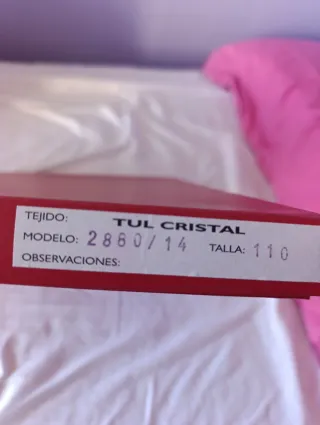 TEJIDO: TUL CRISTAL
MODELO: 2860/14 TALLA: 110
OBSERVACIONES: